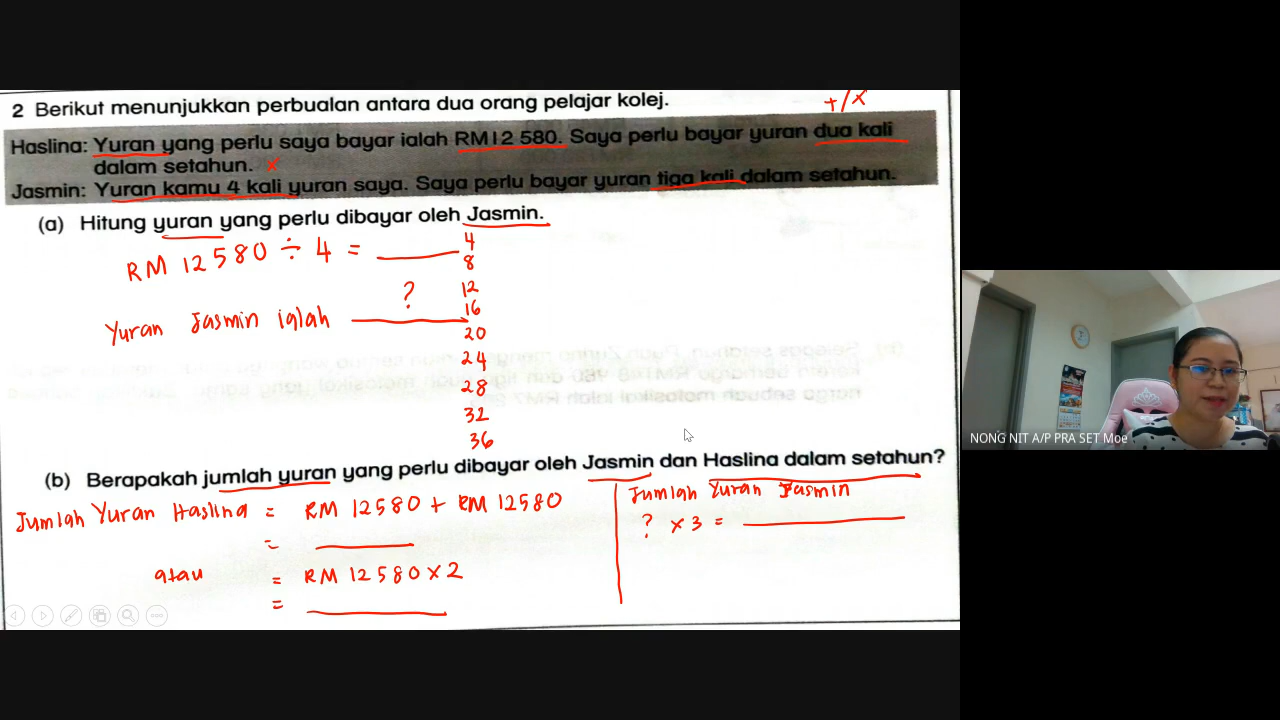 2 Berikut menunjukkan perbualan antara dua orang pelajar kolej.
+/x
Haslina: Yuran yang perlu saya bayar ialah RM12 580. Saya perlu bayar yuran dua kali
dalam setahun. x
Jasmin: Yuran kamu 4 kali yuran saya. Saya perlu bayar yuran tiga kali dalam setahun.
(a) Hitung yuran yang perlu dibayar oleh Jasmin.
RM 12580 ÷ 4 = ____
?
Yuran Jasmin ialah ____
4
8
12
16
20
24
28
32
36
(b) Berapakah jumlah yuran yang perlu dibayar oleh Jasmin dan Haslina dalam setahun?
Jumlah Yuran Haslina = RM 12580 + RM 12580
= ____
atau = RM 12580 x 2
= ____
Jumlah Yuran Jasmin
? x 3 = ____
NONG NIT A/P PRA SET Moe